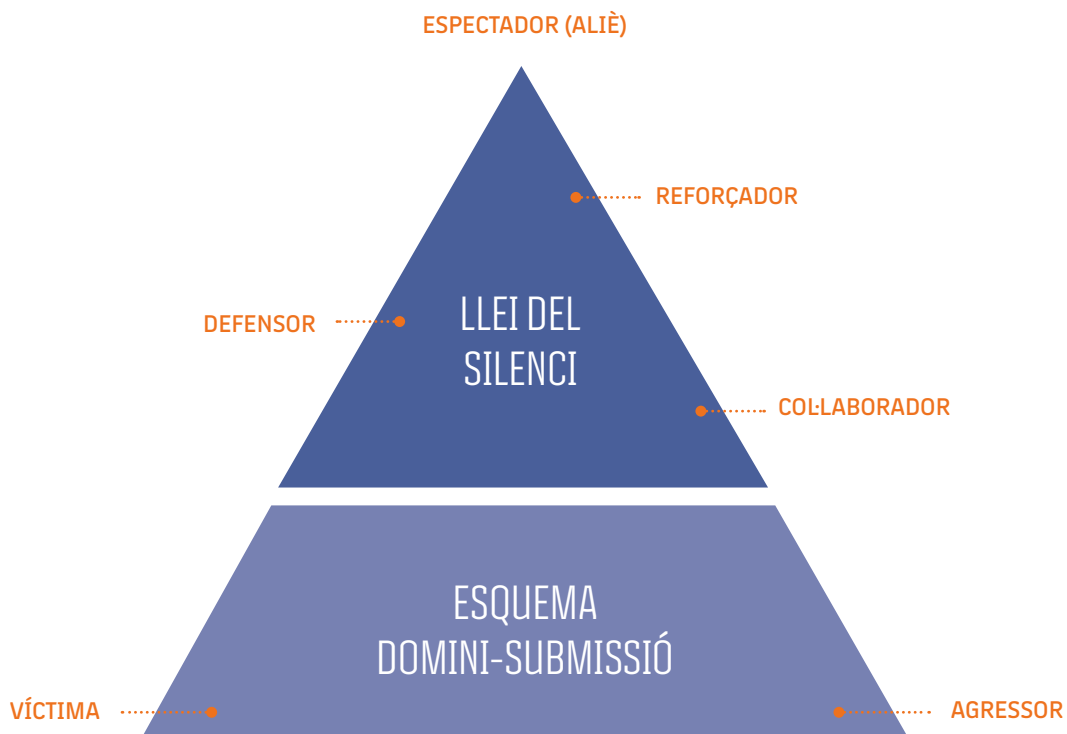 ESPECTADOR (ALIÈ)
REFORÇADOR
DEFENSOR
LLEI DEL
SILENCI
COL·LABORADOR
ESQUEMA
DOMINI-SUBMISSIÓ
VÍCTIMA
AGRESSOR